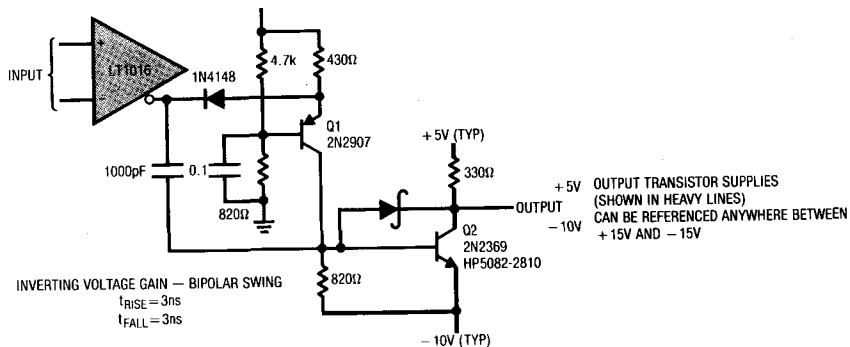 INPUT
+
−
LT1016
1N4148
4.7k
430Ω
Q1
2N2907
1000pF
0.1
820Ω
+5V (TYP)
330Ω
OUTPUT
+5V
−10V
OUTPUT TRANSISTOR SUPPLIES
(SHOWN IN HEAVY LINES)
CAN BE REFERENCED ANYWHERE BETWEEN
+15V AND −15V
Q2
2N2369
HP5082-2810
820Ω
−10V (TYP)
INVERTING VOLTAGE GAIN — BIPOLAR SWING
tRISE=3ns
tFALL=3ns